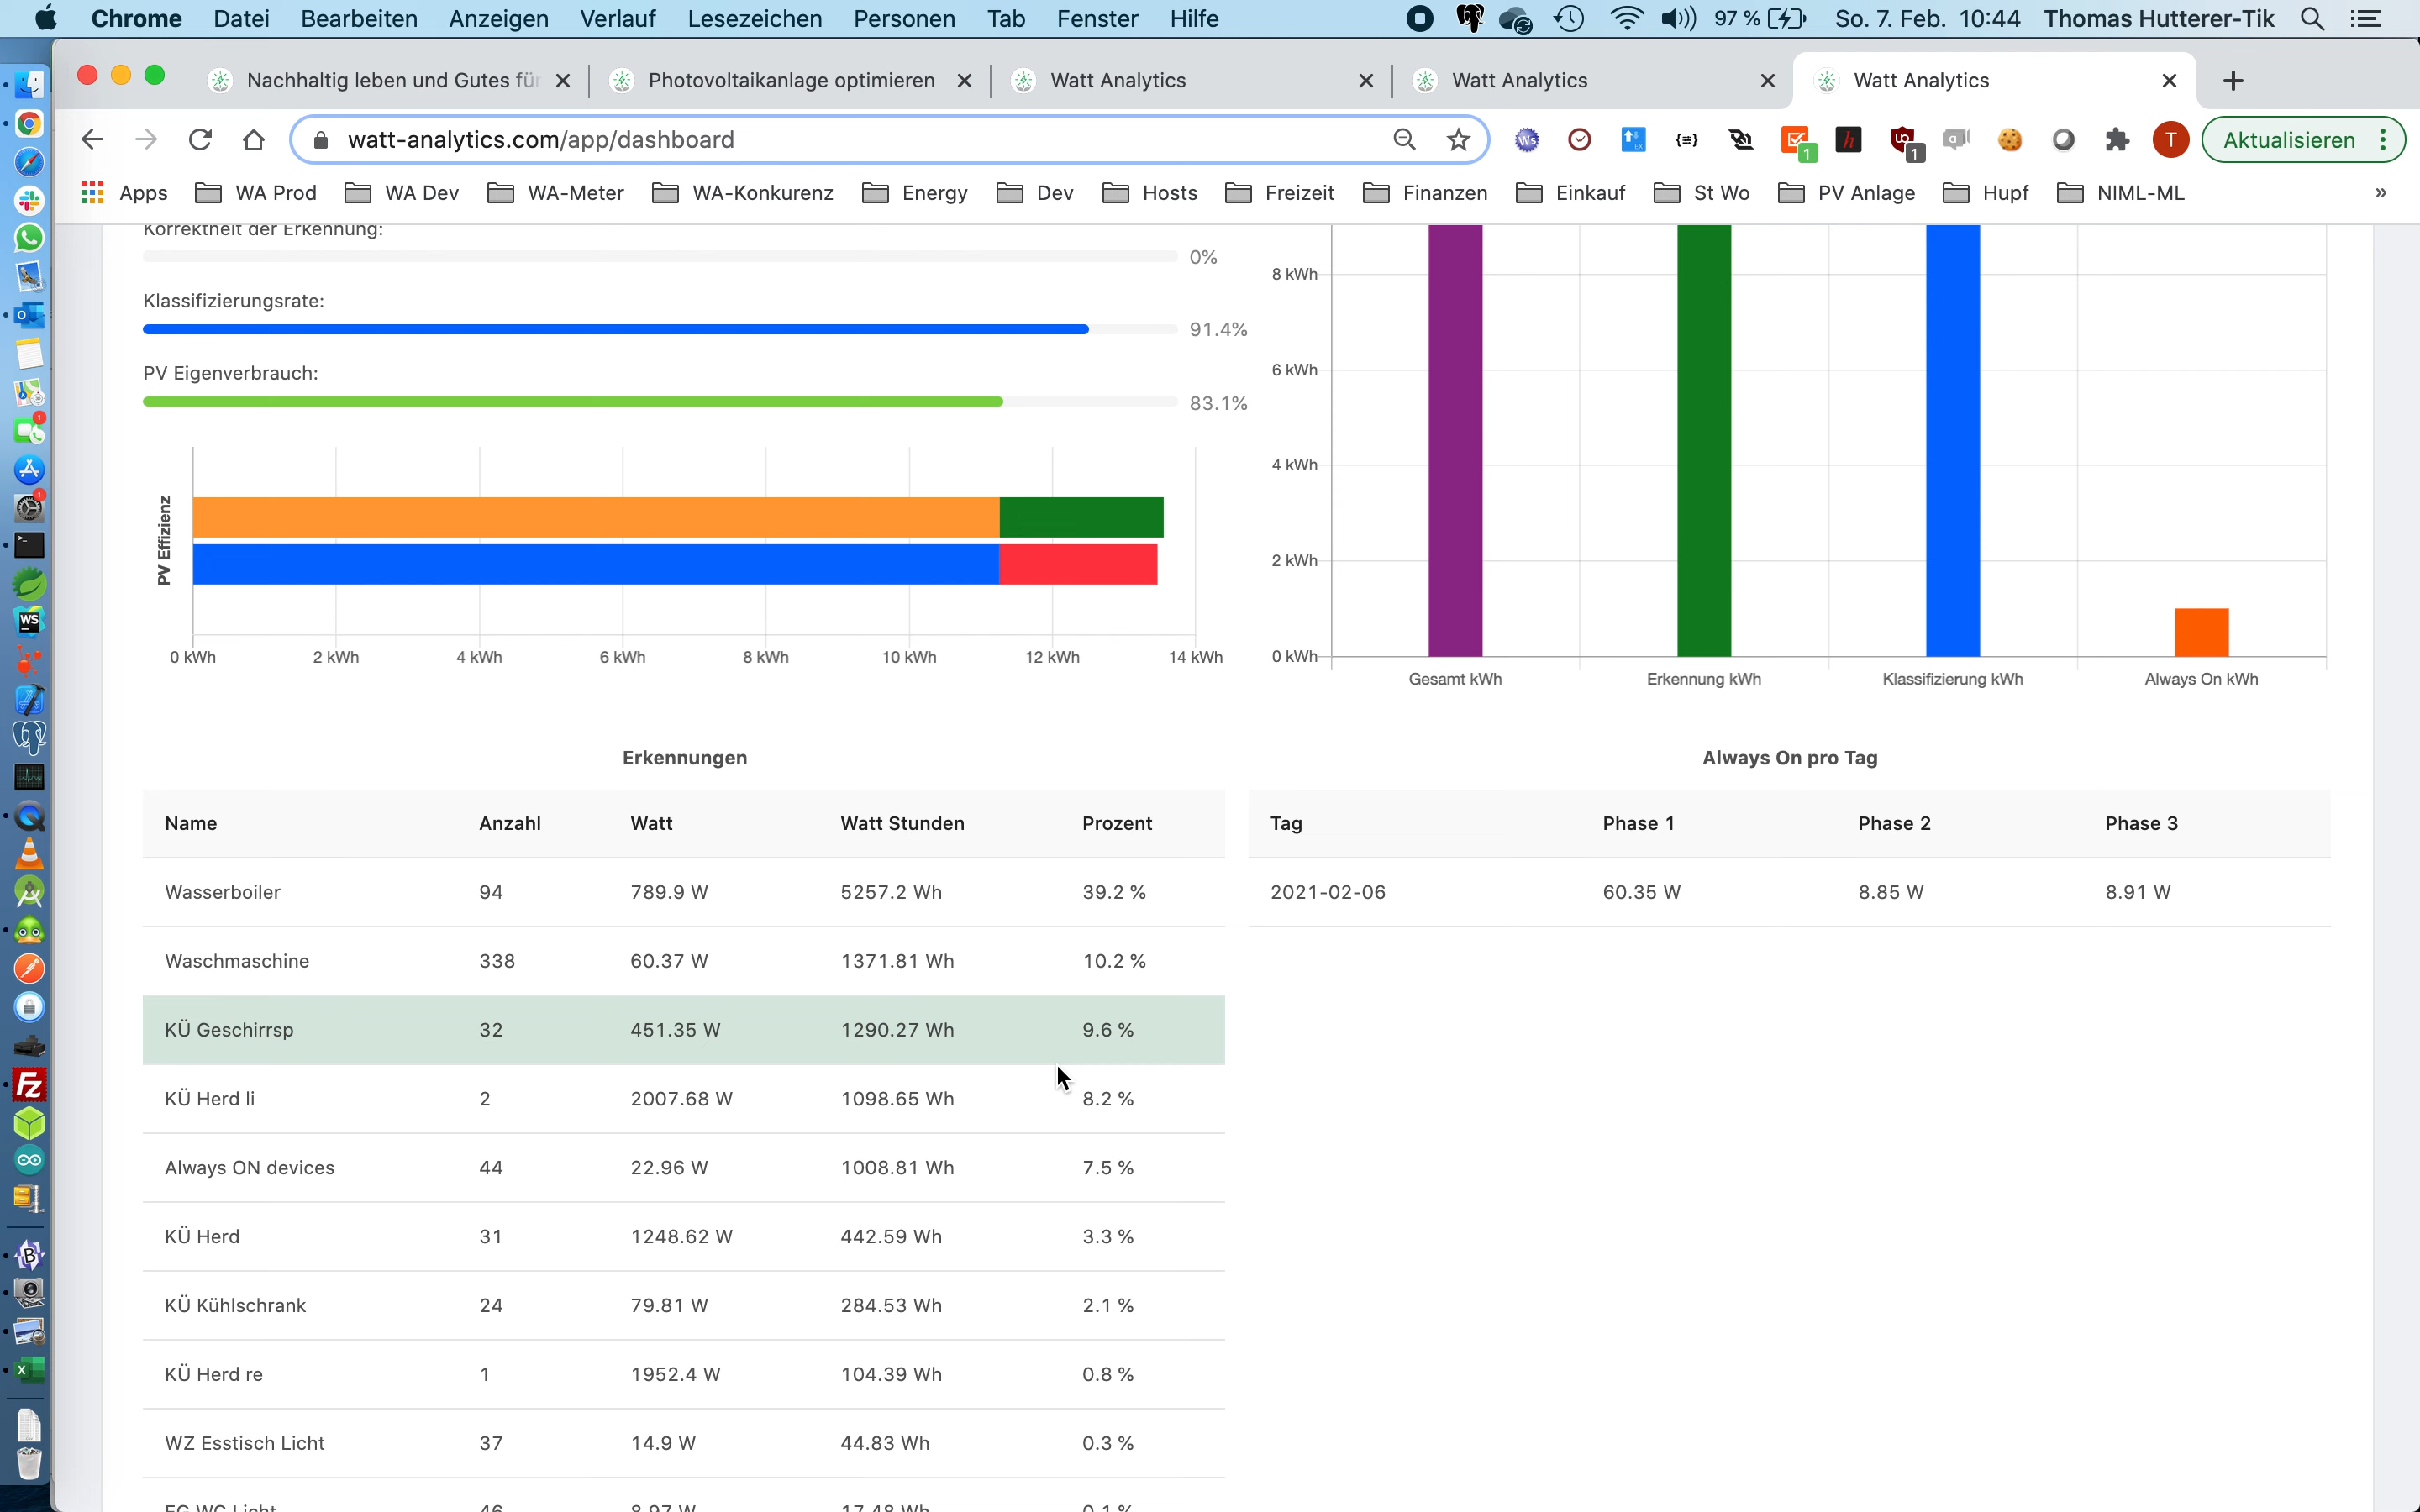 Chrome Datei Bearbeiten Anzeigen Verlauf Lesezeichen Personen Tab Fenster Hilfe 97 % So. 7. Feb. 10:44 Thomas Hutterer-Tik
Nachhaltig leben und Gutes für Photovoltaikanlage optimieren Watt Analytics Watt Analytics Watt Analytics
watt-analytics.com/app/dashboard Aktualisieren
Apps WA Prod WA Dev WA-Meter WA-Konkurenz Energy Dev Hosts Freizeit Finanzen Einkauf St Wo PV Anlage Hupf NIML-ML »
Korrektheit der Erkennung:
0%
Klassifizierungsrate:
91.4%
PV Eigenverbrauch:
83.1%
PV Effizienz
0 kWh 2 kWh 4 kWh 6 kWh 8 kWh 10 kWh 12 kWh 14 kWh
8 kWh
6 kWh
4 kWh
2 kWh
0 kWh
Gesamt kWh Erkennung kWh Klassifizierung kWh Always On kWh
Erkennungen
Name Anzahl Watt Watt Stunden Prozent
Wasserboiler 94 789.9 W 5257.2 Wh 39.2 %
Waschmaschine 338 60.37 W 1371.81 Wh 10.2 %
KÜ Geschirrsp 32 451.35 W 1290.27 Wh 9.6 %
KÜ Herd li 2 2007.68 W 1098.65 Wh 8.2 %
Always ON devices 44 22.96 W 1008.81 Wh 7.5 %
KÜ Herd 31 1248.62 W 442.59 Wh 3.3 %
KÜ Kühlschrank 24 79.81 W 284.53 Wh 2.1 %
KÜ Herd re 1 1952.4 W 104.39 Wh 0.8 %
WZ Esstisch Licht 37 14.9 W 44.83 Wh 0.3 %
EG WC Licht 46 8.97 W 17.48 Wh 0.1 %
Always On pro Tag
Tag Phase 1 Phase 2 Phase 3
2021-02-06 60.35 W 8.85 W 8.91 W